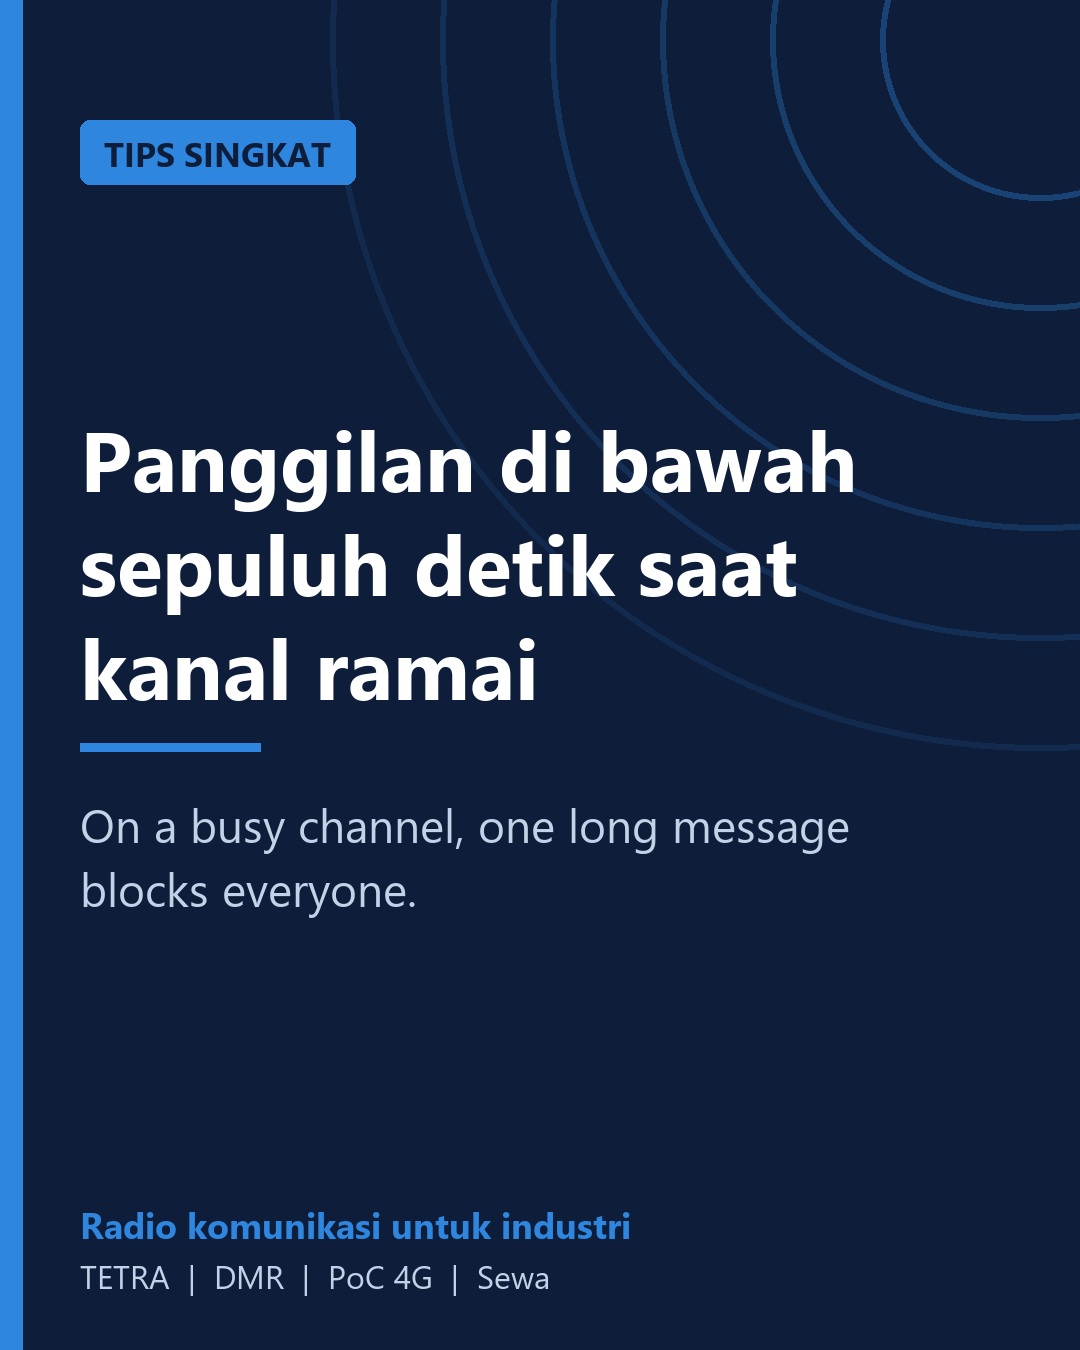 TIPS SINGKAT
Panggilan di bawah
sepuluh detik saat
kanal ramai
On a busy channel, one long message
blocks everyone.
Radio komunikasi untuk industri
TETRA | DMR | PoC 4G | Sewa